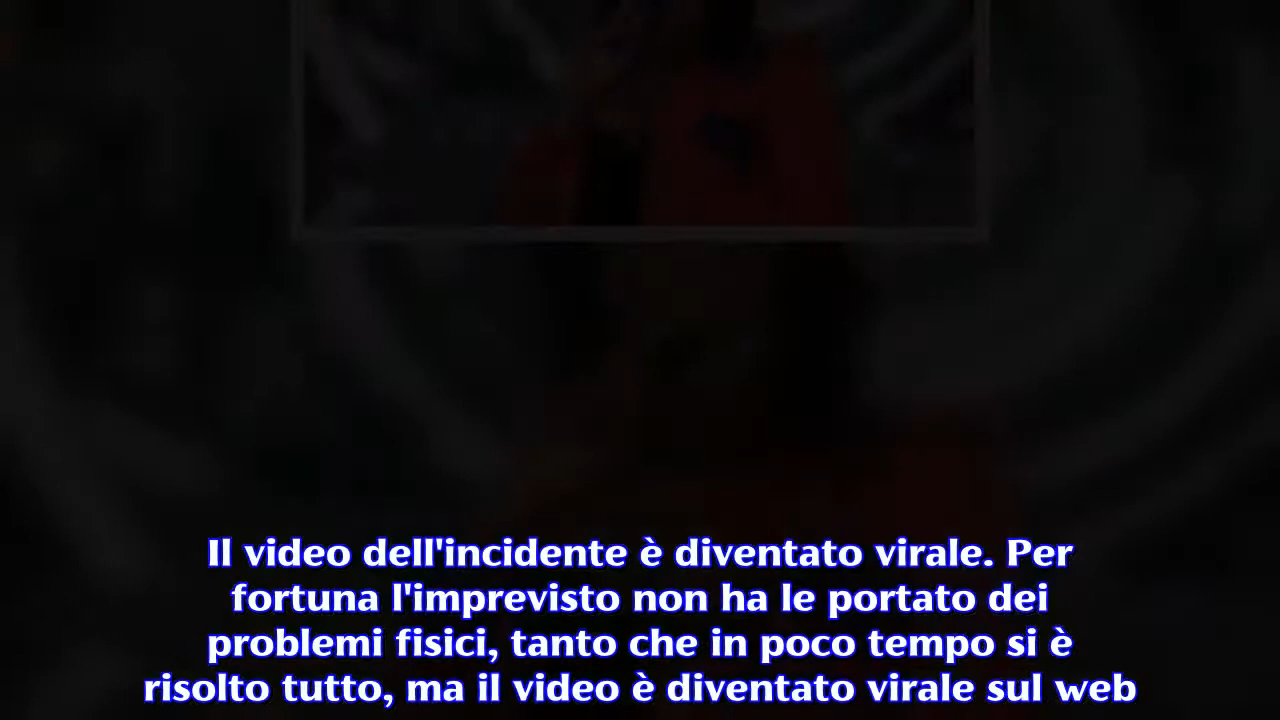 Il video dell'incidente è diventato virale. Per
fortuna l'imprevisto non ha le portato dei
problemi fisici, tanto che in poco tempo si è
risolto tutto, ma il video è diventato virale sul web